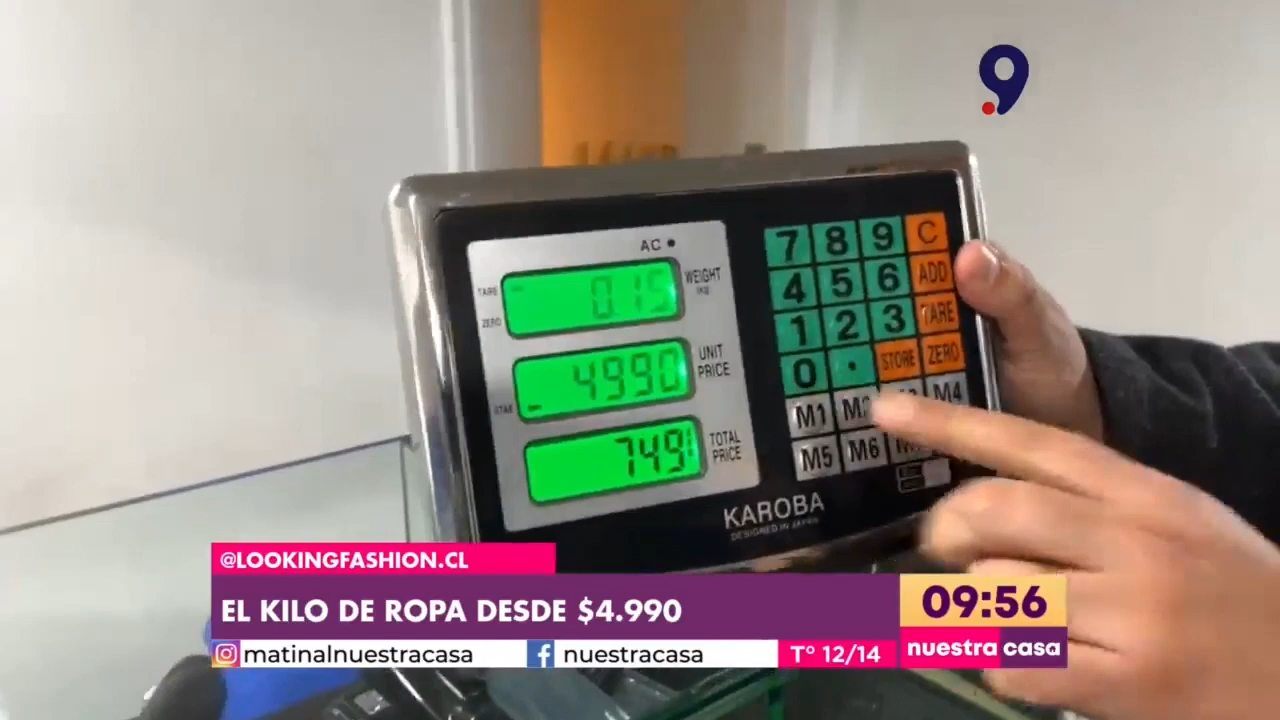 9
AC
TARE
ZERO
0.15
WEIGHT
4990
UNIT
PRICE
749
TOTAL
PRICE
7 8 9 C
4 5 6 ADD
1 2 3 TARE
0 . STORE ZERO
M1 M4
M5 M6
KAROBA
DESIGNED IN JAPAN
@LOOKINGFASHION.CL
EL KILO DE ROPA DESDE $4.990
09:56
matinalnuestracasa
nuestracasa
T° 12/14
nuestra casa